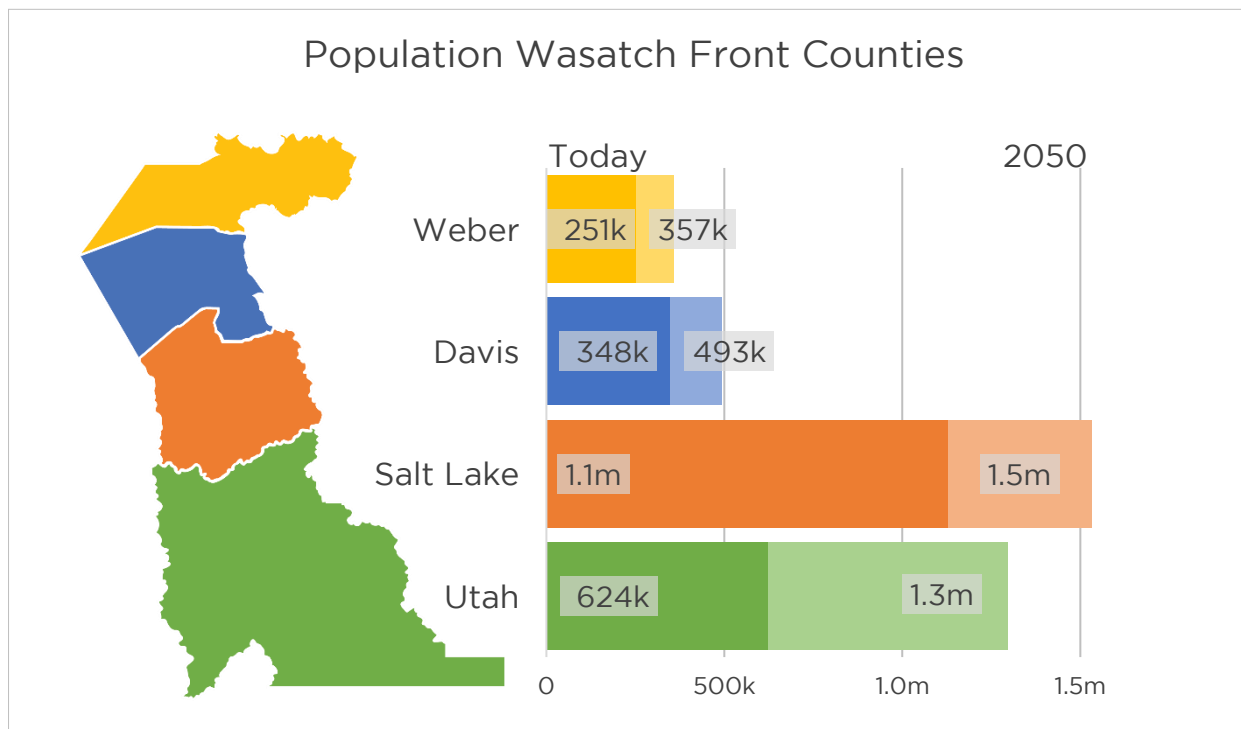 Population Wasatch Front Counties
Today 2050
Weber 251k 357k
Davis 348k 493k
Salt Lake 1.1m 1.5m
Utah 624k 1.3m
0 500k 1.0m 1.5m